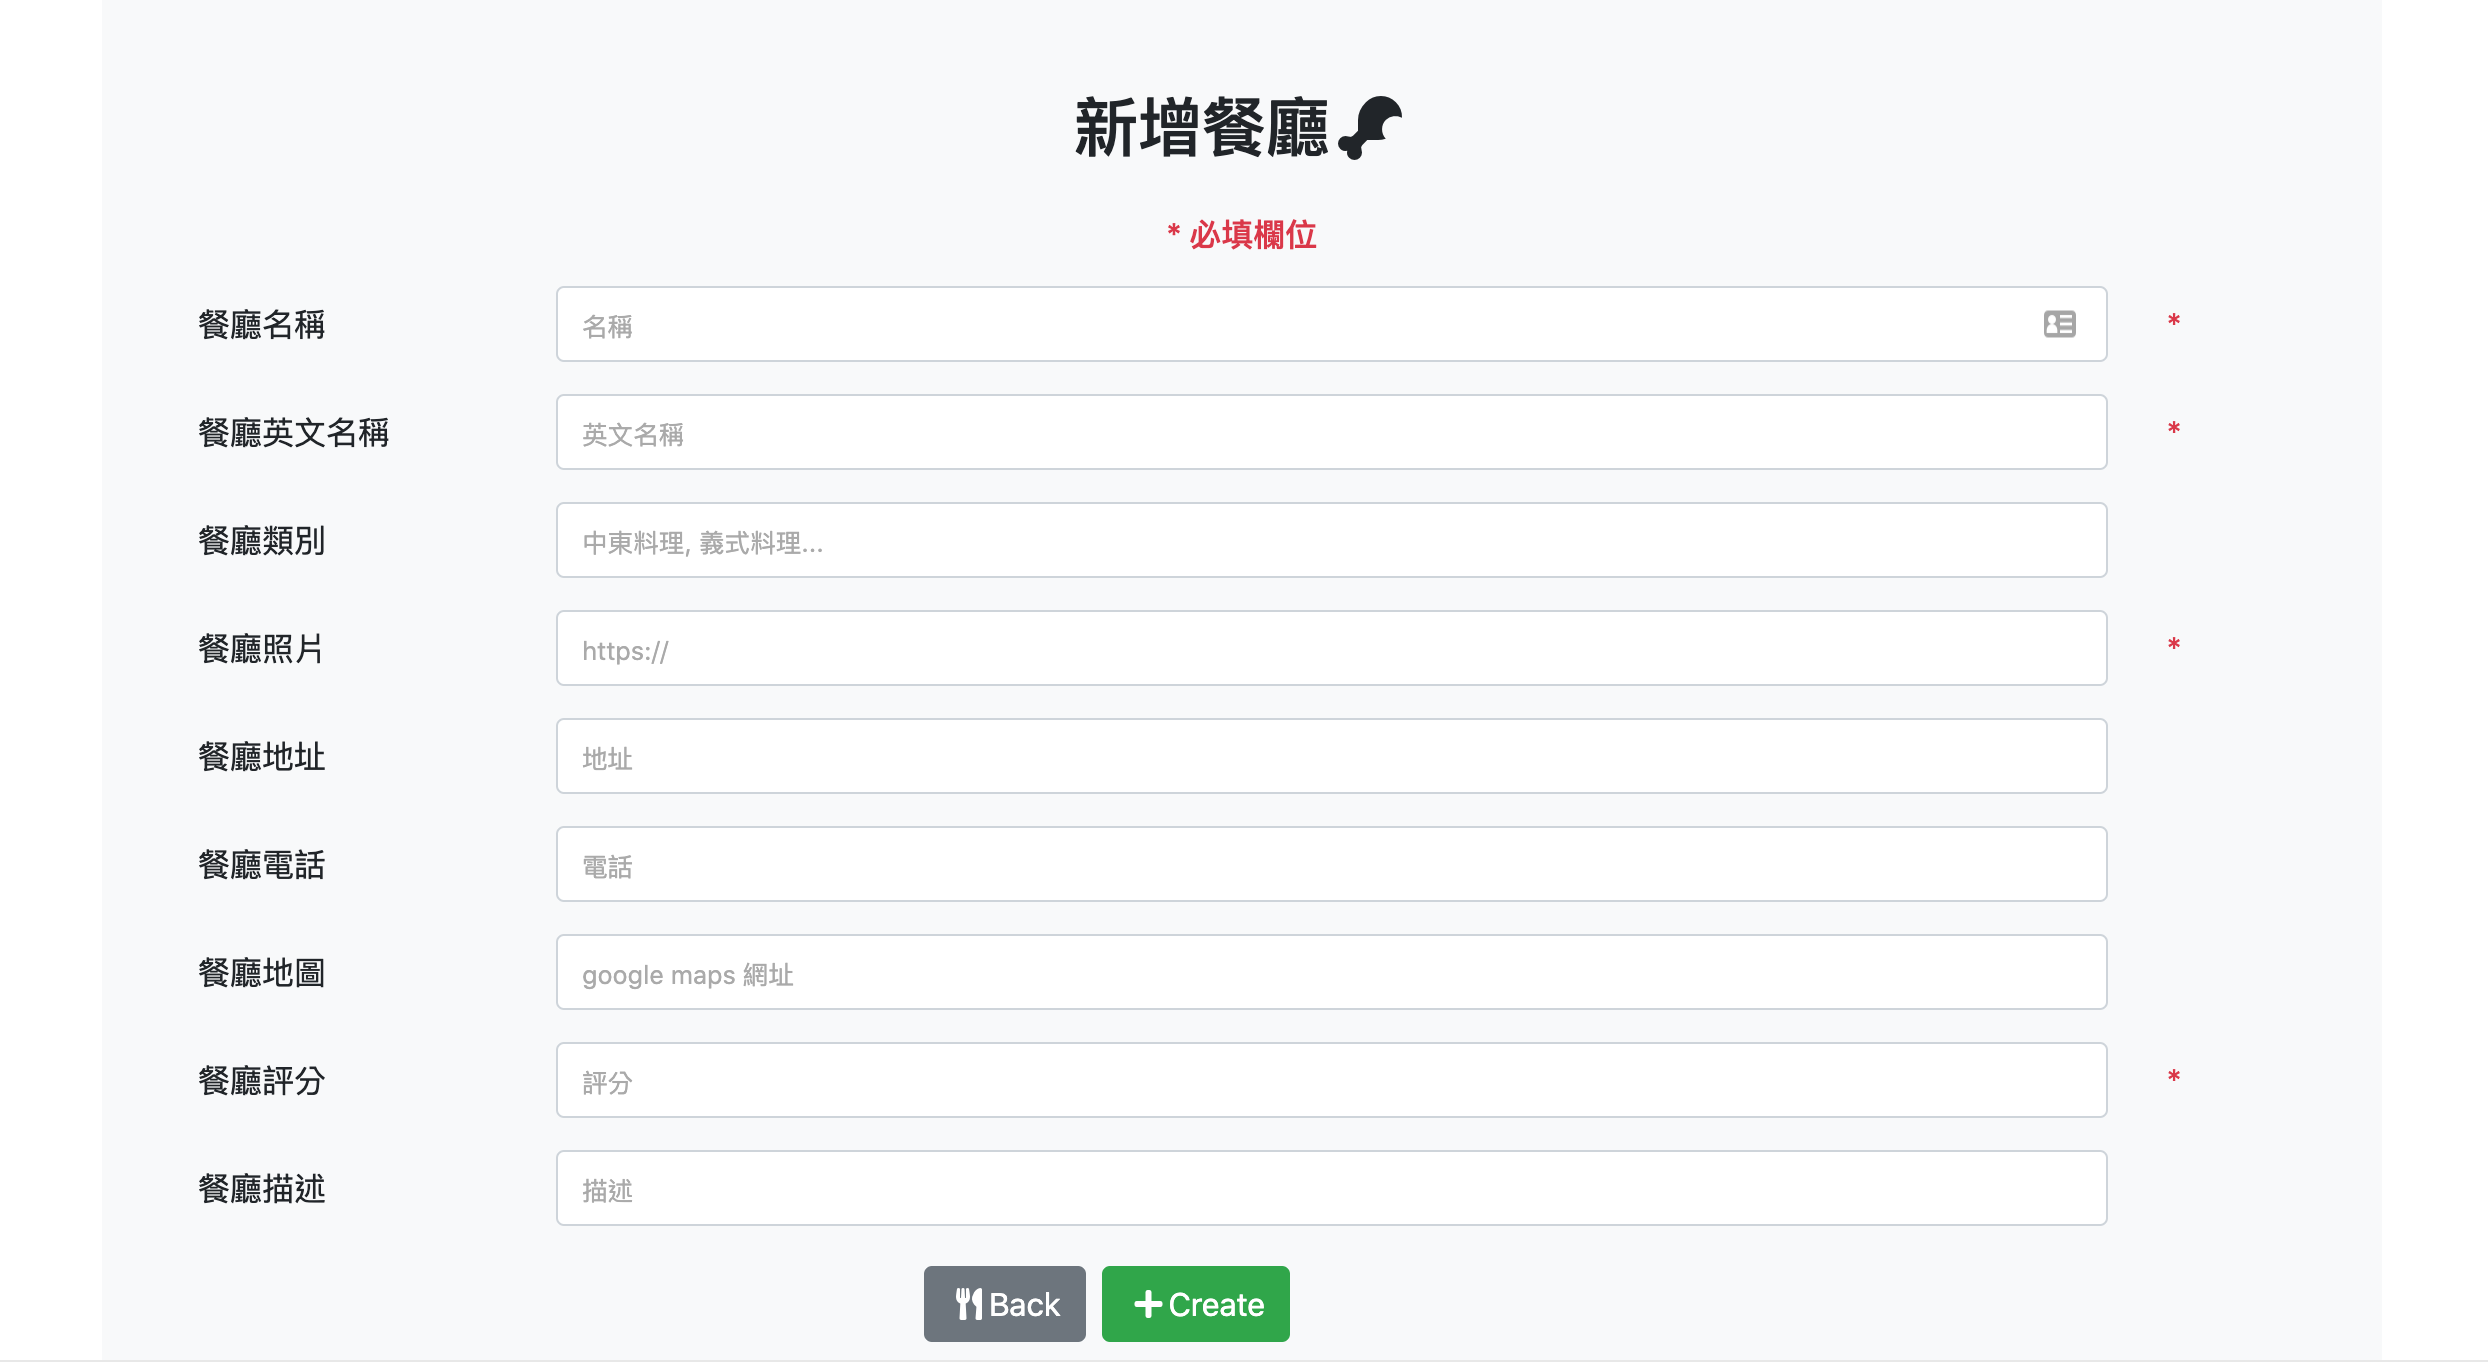 新增餐廳
* 必填欄位
餐廳名稱 名稱 *
餐廳英文名稱 英文名稱 *
餐廳類別 中東料理, 義式料理...
餐廳照片 https:// *
餐廳地址 地址
餐廳電話 電話
餐廳地圖 google maps 網址
餐廳評分 評分 *
餐廳描述 描述
Back Create